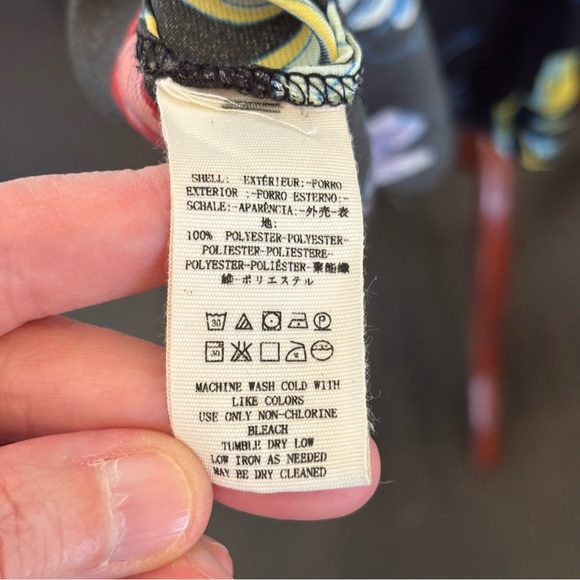 SHELL: EXTÉRIEUR:-FORRO
EXTERIOR :-FORRO ESTERNO:-
SCHALE:-APARÊNCIA:-外壳-表
地:
100% POLYESTER-POLYESTER-
POLIESTER-POLIESTERE-
POLYESTER-POLIÉSTER-聚酯纖
維-ポリエステル
30
30
MACHINE WASH COLD WITH
LIKE COLORS
USE ONLY NON-CHLORINE
BLEACH
TUMBLE DRY LOW
LOW IRON AS NEEDED
MAY BE DRY CLEANED